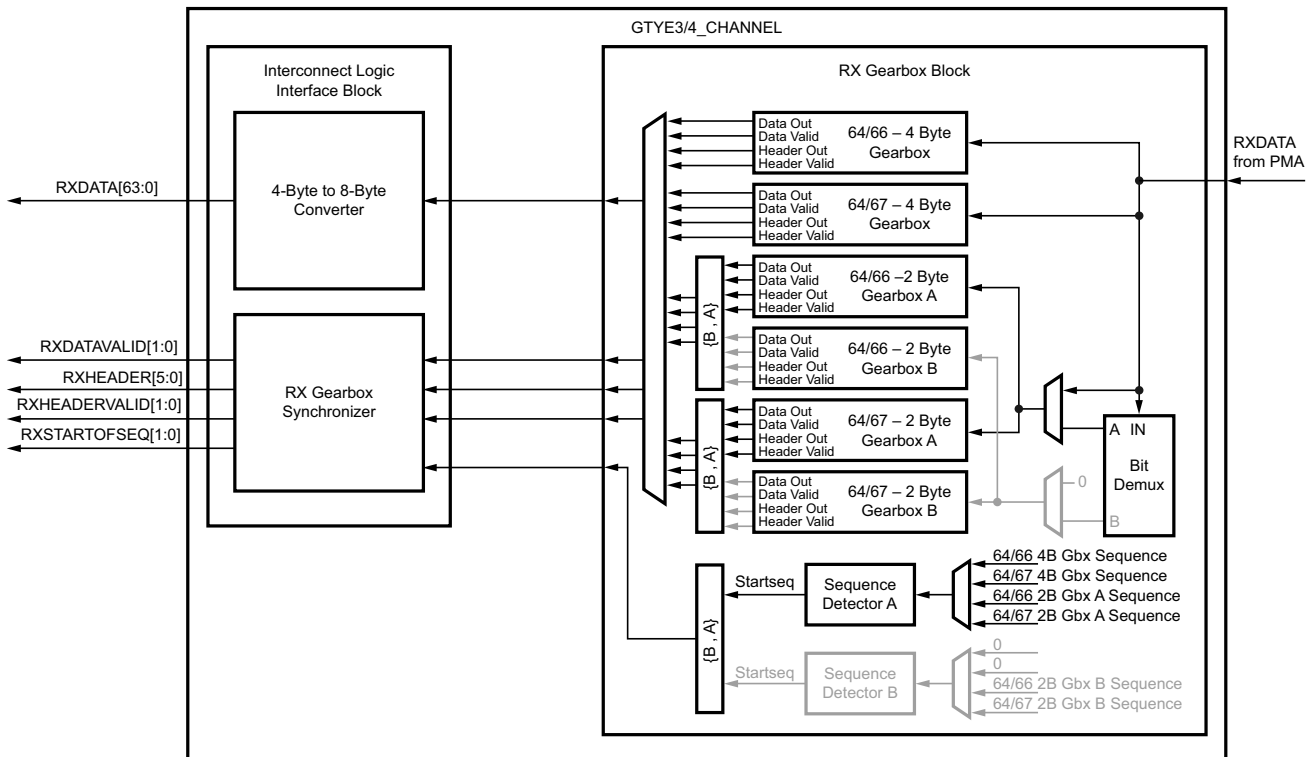 GTYE3/4_CHANNEL
Interconnect Logic
Interface Block
RX Gearbox Block
4-Byte to 8-Byte
Converter
RX Gearbox
Synchronizer
RXDATA[63:0]
RXDATAVALID[1:0]
RXHEADER[5:0]
RXHEADERVALID[1:0]
RXSTARTOFSEQ[1:0]
Data Out
Data Valid
Header Out
Header Valid
64/66 – 4 Byte
Gearbox
Data Out
Data Valid
Header Out
Header Valid
64/67 – 4 Byte
Gearbox
{B , A}
Data Out
Data Valid
Header Out
Header Valid
64/66 –2 Byte
Gearbox A
Data Out
Data Valid
Header Out
Header Valid
64/66 – 2 Byte
Gearbox B
{B , A}
Data Out
Data Valid
Header Out
Header Valid
64/67 – 2 Byte
Gearbox A
Data Out
Data Valid
Header Out
Header Valid
64/67 – 2 Byte
Gearbox B
RXDATA
from PMA
A IN
Bit
Demux
B
0
{B , A}
Startseq
Sequence
Detector A
64/66 4B Gbx Sequence
64/67 4B Gbx Sequence
64/66 2B Gbx A Sequence
64/67 2B Gbx A Sequence
Startseq
Sequence
Detector B
0
0
64/66 2B Gbx B Sequence
64/67 2B Gbx B Sequence